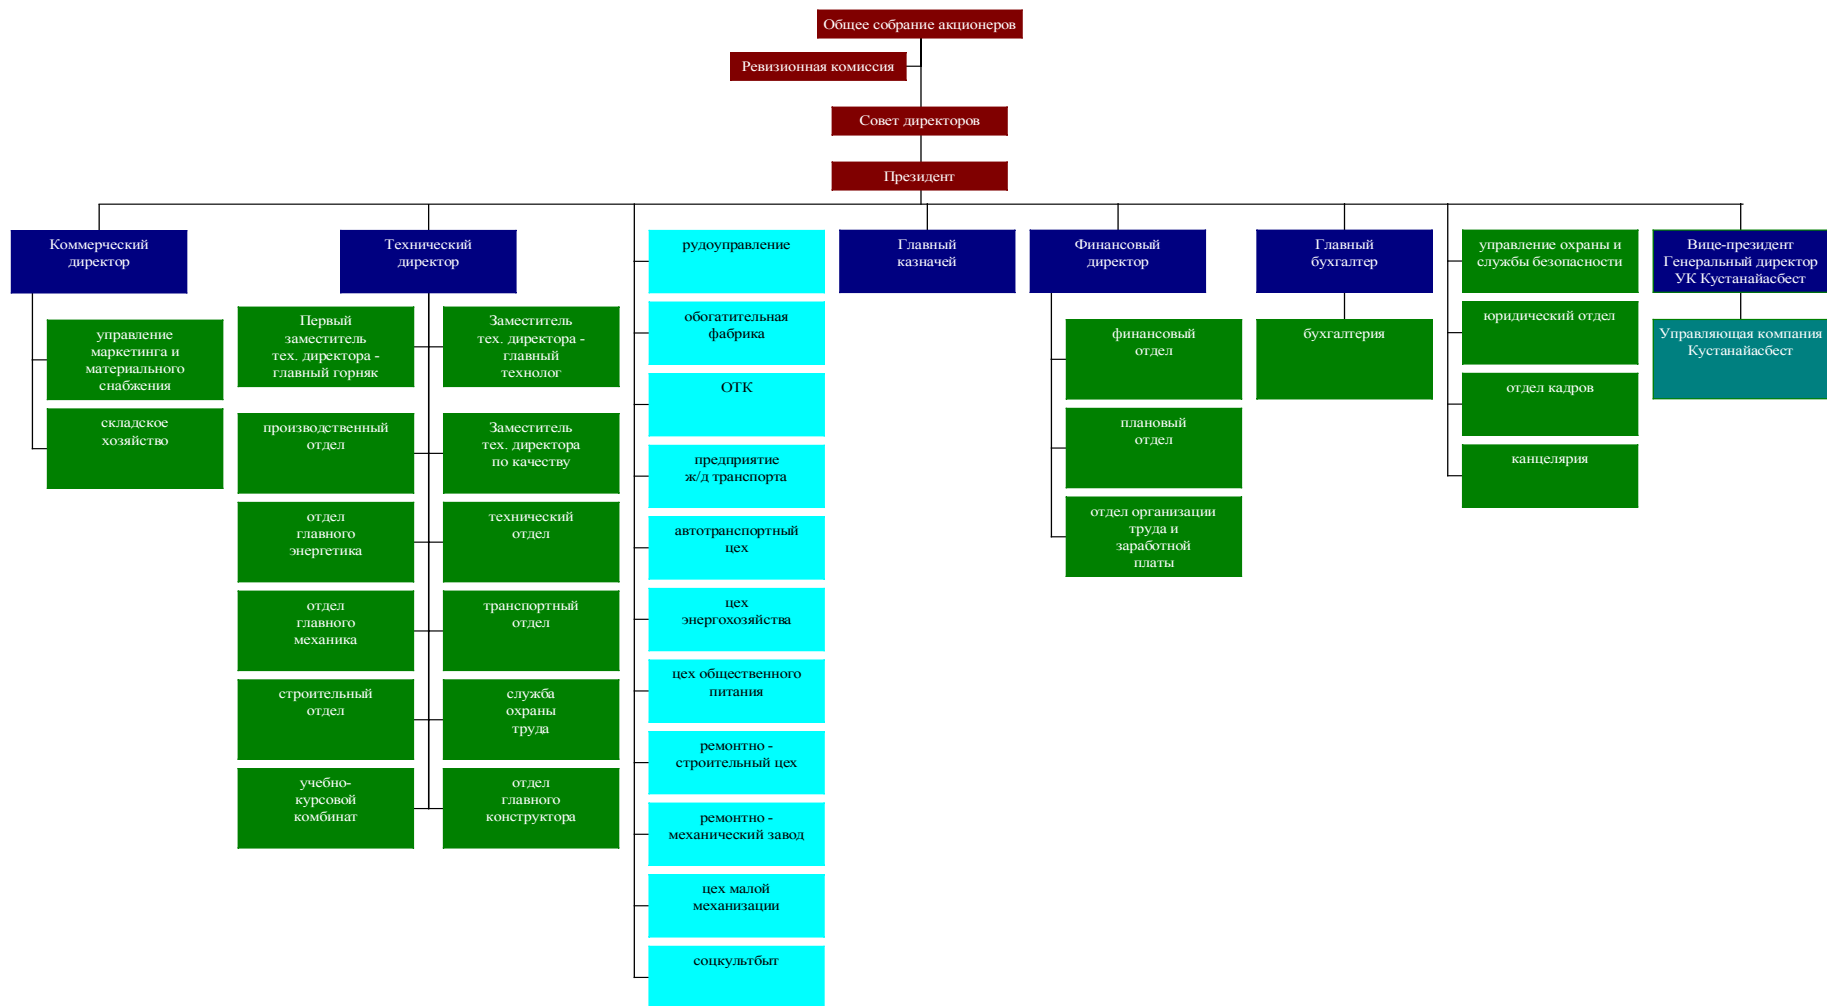 Общее собрание акционеров
Ревизионная комиссия
Совет директоров
Президент
Коммерческий
директор
управление
маркетинга и
материального
снабжения
складское
хозяйство
Технический
директор
Первый
заместитель
тех. директора -
главный горняк
Заместитель
тех. директора -
главный
технолог
производственный
отдел
Заместитель
тех. директора
по качеству
отдел
главного
энергетика
технический
отдел
отдел
главного
механика
транспортный
отдел
строительный
отдел
служба
охраны
труда
учебно-
курсовой
комбинат
отдел
главного
конструктора
рудоуправление
обогатительная
фабрика
ОТК
предприятие
ж/д транспорта
автотранспортный
цех
цех
энергохозяйства
цех общественного
питания
ремонтно -
строительный цех
ремонтно -
механический завод
цех малой
механизации
соцкультбыт
Главный
казначей
Финансовый
директор
финансовый
отдел
плановый
отдел
отдел организации
труда и
заработной
платы
Главный
бухгалтер
бухгалтерия
управление охраны и
службы безопасности
юридический отдел
отдел кадров
канцелярия
Вице-президент
Генеральный директор
УК Кустанайасбест
Управляющая компания
Кустанайасбест